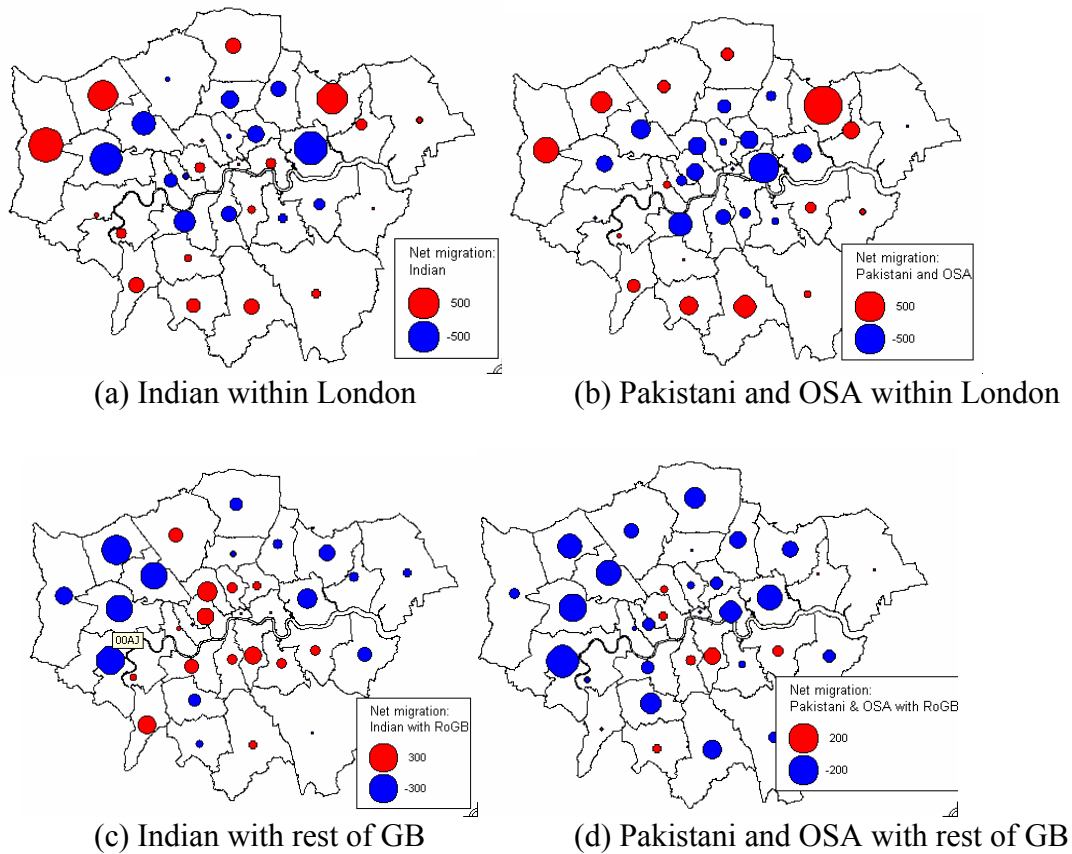 Net migration:
Indian
500
-500
Net migration:
Pakistani and OSA
500
-500
(a) Indian within London
(b) Pakistani and OSA within London
00AJ
Net migration:
Indian with RoGB
300
-300
Net migration:
Pakistani & OSA with RoGB
200
-200
(c) Indian with rest of GB
(d) Pakistani and OSA with rest of GB